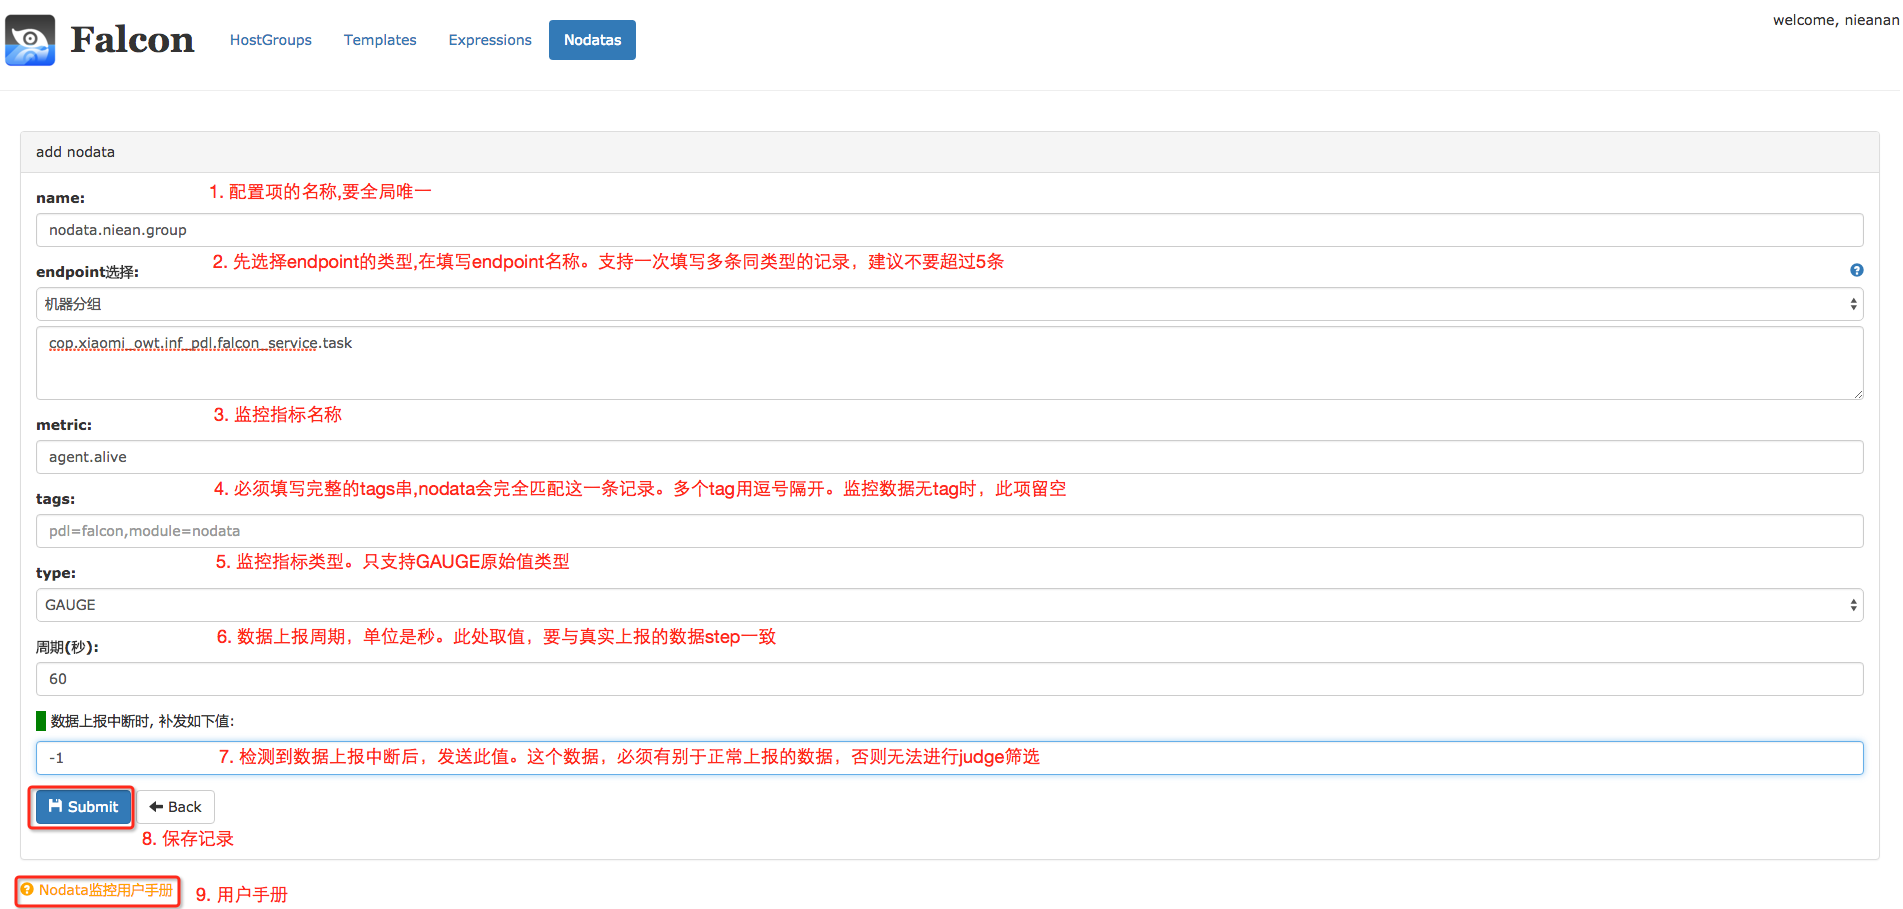 Falcon
HostGroups
Templates
Expressions
Nodatas
welcome, nieanan
add nodata
name:
1. 配置项的名称,要全局唯一
nodata.niean.group
endpoint选择:
2. 先选择endpoint的类型,在填写endpoint名称。支持一次填写多条同类型的记录，建议不要超过5条
机器分组
cop.xiaomi_owt.inf_pdl.falcon_service.task
metric:
3. 监控指标名称
agent.alive
tags:
4. 必须填写完整的tags串,nodata会完全匹配这一条记录。多个tag用逗号隔开。监控数据无tag时，此项留空
pdl=falcon,module=nodata
type:
5. 监控指标类型。只支持GAUGE原始值类型
GAUGE
周期(秒):
6. 数据上报周期，单位是秒。此处取值，要与真实上报的数据step一致
60
数据上报中断时, 补发如下值:
-1
7. 检测到数据上报中断后，发送此值。这个数据，必须有别于正常上报的数据，否则无法进行judge筛选
Submit
Back
8. 保存记录
Nodata监控用户手册
9. 用户手册